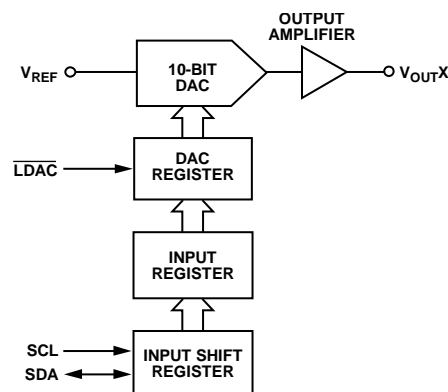 OUTPUT
AMPLIFIER
VREF
10-BIT
DAC
VOUTX
LDAC
DAC
REGISTER
INPUT
REGISTER
SCL
SDA
INPUT SHIFT
REGISTER